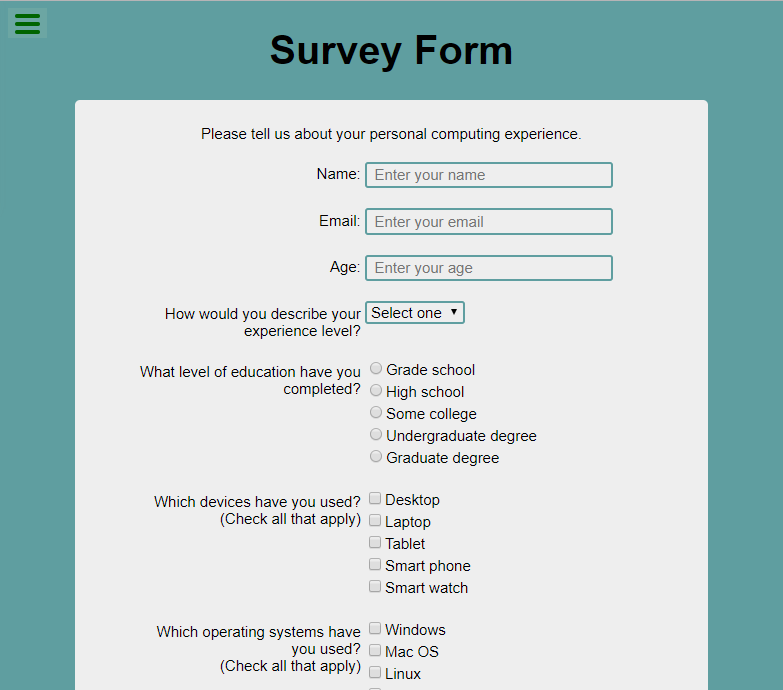 Survey Form
Please tell us about your personal computing experience.
Name: Enter your name
Email: Enter your email
Age: Enter your age
How would you describe your Select one
experience level?
What level of education have you Grade school
completed? High school
Some college
Undergraduate degree
Graduate degree
Which devices have you used? Desktop
(Check all that apply) Laptop
Tablet
Smart phone
Smart watch
Which operating systems have Windows
you used? Mac OS
(Check all that apply) Linux